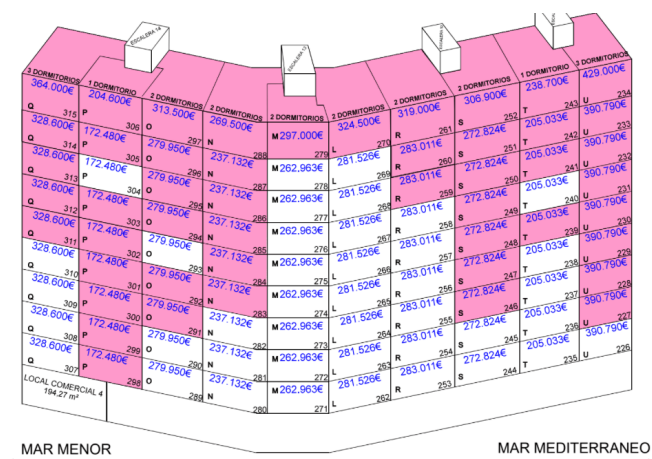 ESCALERA 14
ESCALERA 13
3 DORMITORIOS 1 DORMITORIO 2 DORMITORIOS 2 DORMITORIOS 2 DORMITORIOS 2 DORMITORIOS 2 DORMITORIOS 2 DORMITORIOS 1 DORMITORIO 3 DORMITORIOS
364.000€ 204.600€ 313.500€ 269.500€ M 297.000€ 324.500€ 319.000€ 306.900€ 238.700€ 429.000€
Q 315 P 306 O 297 N 288 279 L 270 R 261 S 252 T 243 U 234
328.600€ 172.480€ 279.950€ 237.132€ M 262.963€ 281.526€ 283.011€ 272.824€ 205.033€ 390.790€
Q 314 P 305 O 296 N 287 278 L 269 R 260 S 251 T 242 U 233
328.600€ 172.480€ 279.950€ 237.132€ M 262.963€ 281.526€ 283.011€ 272.824€ 205.033€ 390.790€
Q 313 P 304 O 295 N 286 277 L 268 R 259 S 250 T 241 U 232
328.600€ 172.480€ 279.950€ 237.132€ M 262.963€ 281.526€ 283.011€ 272.824€ 205.033€ 390.790€
Q 312 P 303 O 294 N 285 276 L 267 R 258 S 249 T 240 U 231
328.600€ 172.480€ 279.950€ 237.132€ M 262.963€ 281.526€ 283.011€ 272.824€ 205.033€ 390.790€
Q 311 P 302 O 293 N 284 275 L 266 R 257 S 248 T 239 U 230
328.600€ 172.480€ 279.950€ 237.132€ M 262.963€ 281.526€ 283.011€ 272.824€ 205.033€ 390.790€
Q 310 P 301 O 292 N 283 274 L 265 R 256 S 247 T 238 U 229
328.600€ 172.480€ 279.950€ 237.132€ M 262.963€ 281.526€ 283.011€ 272.824€ 205.033€ 390.790€
Q 309 P 300 O 291 N 282 273 L 264 R 255 S 246 T 237 U 228
328.600€ 172.480€ 279.950€ 237.132€ M 262.963€ 281.526€ 283.011€ 272.824€ 205.033€ 390.790€
Q 308 P 299 O 290 N 281 272 L 263 R 254 S 245 T 236 U 227
328.600€ 172.480€ 279.950€ 237.132€ M 262.963€ 281.526€ 283.011€ 272.824€ 205.033€ 390.790€
Q 307 P 298 O 289 N 280 271 L 262 R 253 S 244 T 235 U 226
LOCAL COMERCIAL 4
194.27 m²
MAR MENOR
MAR MEDITERRANEO